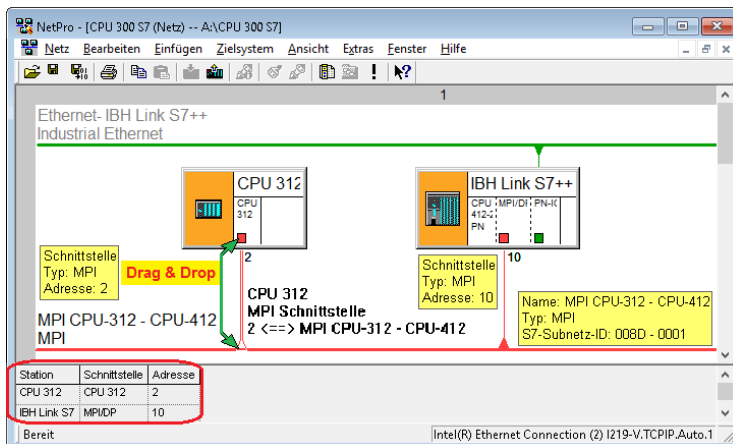 NetPro - [CPU 300 S7 (Netz) -- A:\CPU 300 S7]
Netz Bearbeiten Einfügen Zielsystem Ansicht Extras Fenster Hilfe
1
Ethernet- IBH Link S7++
Industrial Ethernet
CPU 312
CPU
312
2
IBH Link S7++
CPU MPI/DI PN-I(
412-2
PN
10
Schnittstelle
Typ: MPI
Adresse: 2
Drag & Drop
Schnittstelle
Typ: MPI
Adresse: 10
CPU 312
MPI Schnittstelle
2 <==> MPI CPU-312 - CPU-412
MPI CPU-312 - CPU-412
MPI
Name: MPI CPU-312 - CPU-412
Typ: MPI
S7-Subnetz-ID: 008D - 0001
Station Schnittstelle Adresse
CPU 312 CPU 312 2
IBH Link S7 MPI/DP 10
Bereit Intel(R) Ethernet Connection (2) I219-V.TCPIP.Auto.1